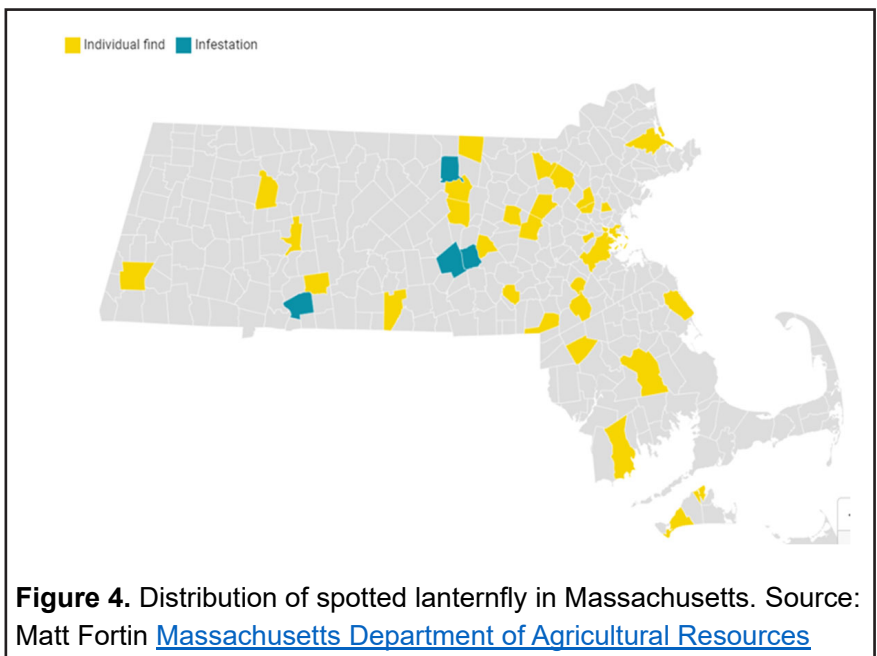 Individual find Infestation
Figure 4. Distribution of spotted lanternfly in Massachusetts. Source:
Matt Fortin Massachusetts Department of Agricultural Resources